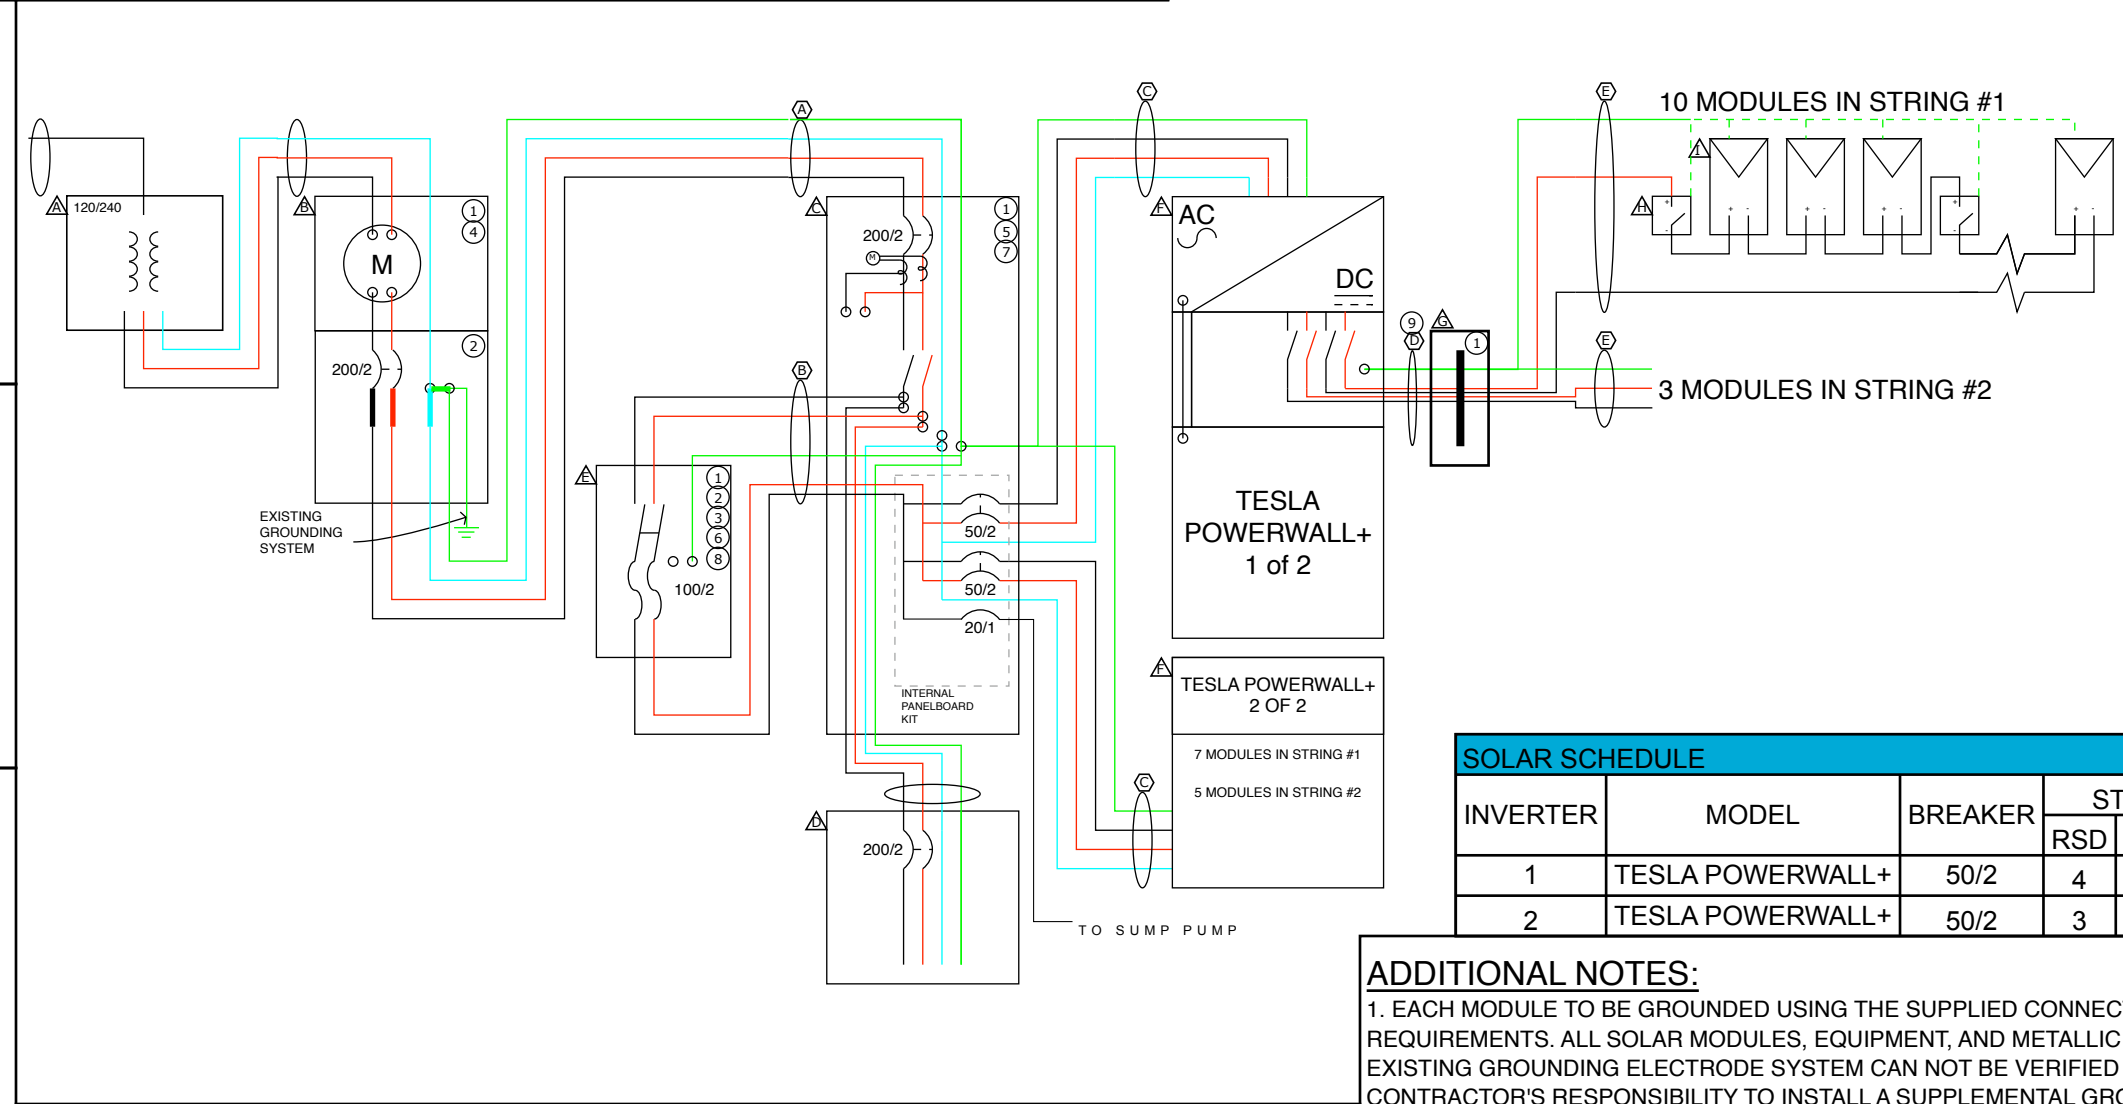 10 MODULES IN STRING #1
A
C
E
A
120/240
B
1
4
M
2
200/2
EXISTING
GROUNDING
SYSTEM
C
200/2
M
1
5
7
B
E
1
2
3
6
8
100/2
50/2
50/2
20/1
INTERNAL
PANELBOARD
KIT
D
200/2
TO SUMP PUMP
F
AC
DC
TESLA
POWERWALL+
1 of 2
F
TESLA POWERWALL+
2 OF 2
7 MODULES IN STRING #1
5 MODULES IN STRING #2
C
9
D
G
1
E
3 MODULES IN STRING #2
H
I
+
-
+ -
+ -
+ -
+
-
+ -
SOLAR SCHEDULE
INVERTER MODEL BREAKER ST
RSD
1 TESLA POWERWALL+ 50/2 4
2 TESLA POWERWALL+ 50/2 3
ADDITIONAL NOTES:
1. EACH MODULE TO BE GROUNDED USING THE SUPPLIED CONNEC
REQUIREMENTS. ALL SOLAR MODULES, EQUIPMENT, AND METALLIC
EXISTING GROUNDING ELECTRODE SYSTEM CAN NOT BE VERIFIED
CONTRACTOR'S RESPONSIBILITY TO INSTALL A SUPPLEMENTAL GRO